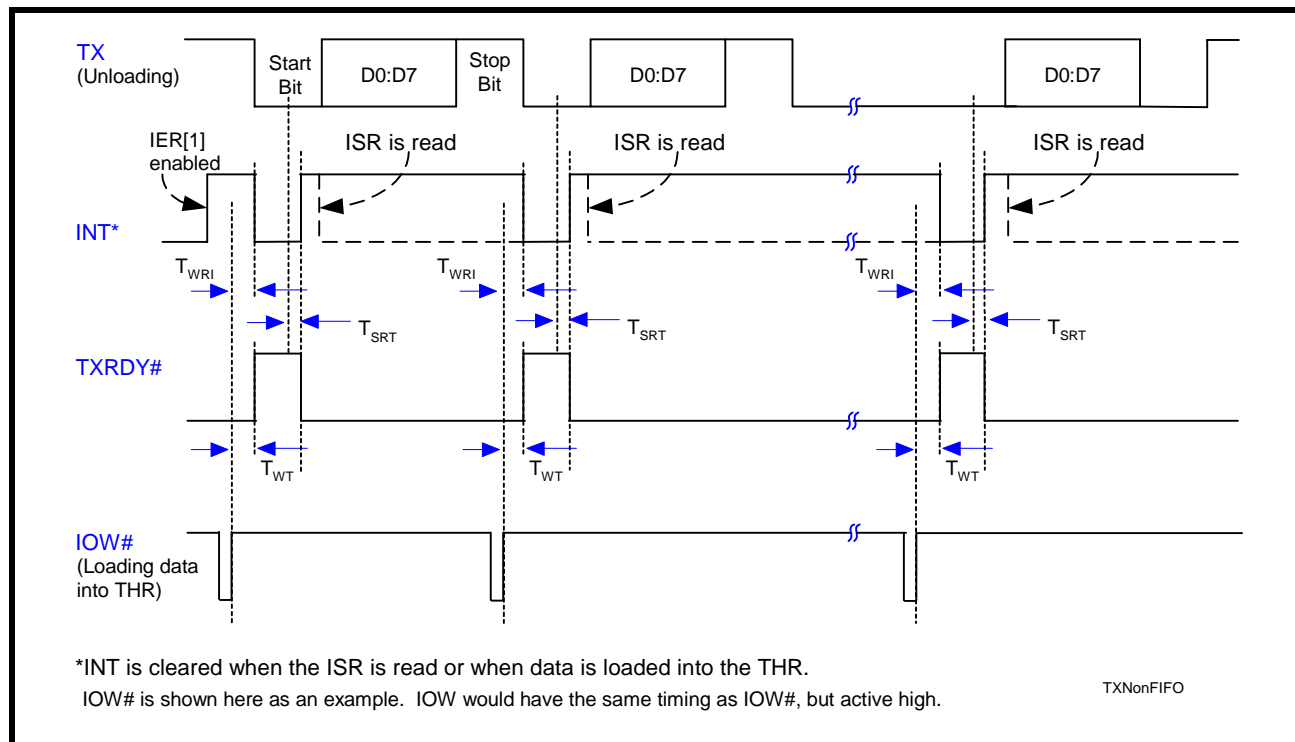 TX
(Unloading)
Start
Bit
D0:D7
Stop
Bit
D0:D7
D0:D7
IER[1]
enabled
ISR is read
ISR is read
ISR is read
INT*
TWRI
TWRI
TWRI
TSRT
TSRT
TSRT
TXRDY#
TWT
TWT
TWT
IOW#
(Loading data
into THR)
*INT is cleared when the ISR is read or when data is loaded into the THR.
IOW# is shown here as an example. IOW would have the same timing as IOW#, but active high.
TXNonFIFO